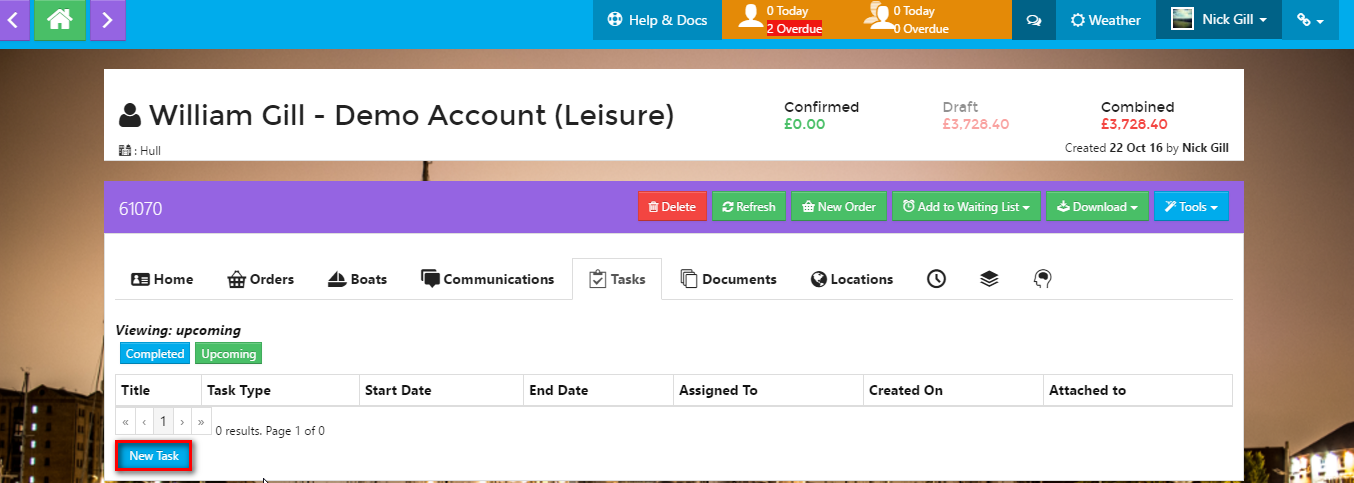 Help & Docs
0 Today
2 Overdue
0 Today
0 Overdue
Weather
Nick Gill
William Gill - Demo Account (Leisure)
: Hull
Confirmed
£0.00
Draft
£3,728.40
Combined
£3,728.40
Created 22 Oct 16 by Nick Gill
61070
Delete
Refresh
New Order
Add to Waiting List
Download
Tools
Home
Orders
Boats
Communications
Tasks
Documents
Locations
Viewing: upcoming
Completed
Upcoming
Title
Task Type
Start Date
End Date
Assigned To
Created On
Attached to
« ‹ 1 › »
0 results. Page 1 of 0
New Task